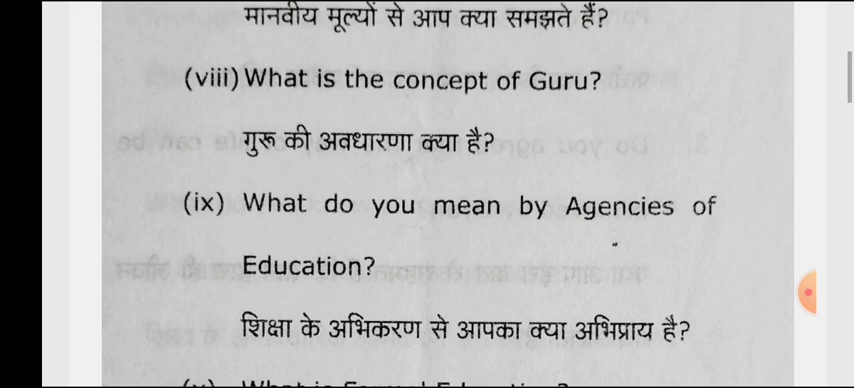 मानवीय मूल्यों से आप क्या समझते हैं?
(viii) What is the concept of Guru?
गुरू की अवधारणा क्या है?
(ix) What do you mean by Agencies of
Education?
शिक्षा के अभिकरण से आपका क्या अभिप्राय है?